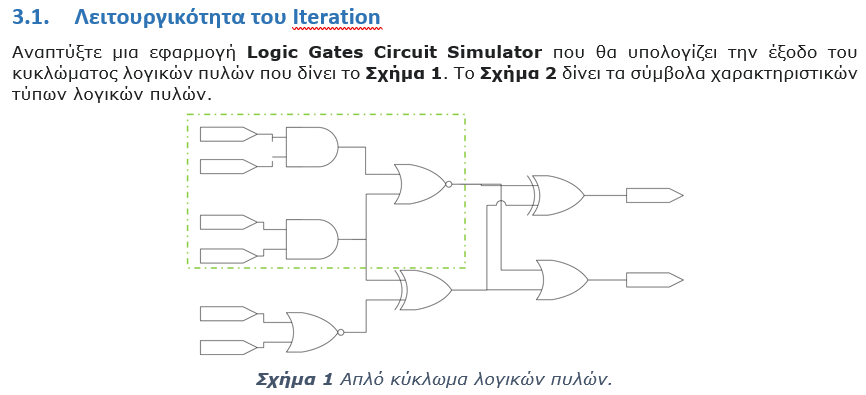 3.1. Λειτουργικότητα του Iteration
Αναπτύξτε μια εφαρμογή Logic Gates Circuit Simulator που θα υπολογίζει την έξοδο του
κυκλώματος λογικών πυλών που δίνει το Σχήμα 1. Το Σχήμα 2 δίνει τα σύμβολα χαρακτηριστικών
τύπων λογικών πυλών.
Σχήμα 1 Απλό κύκλωμα λογικών πυλών.